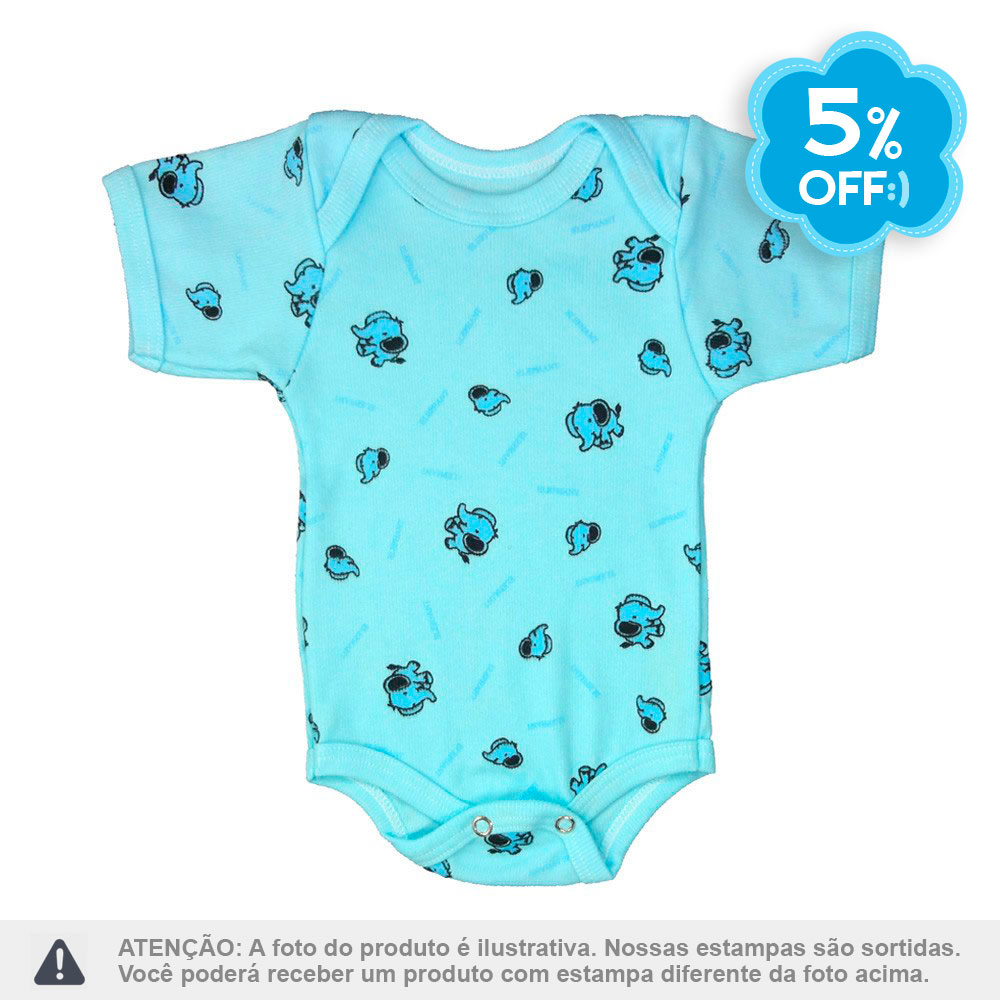 5%
OFF:)
ELEPHANT
ATENÇÃO: A foto do produto é ilustrativa. Nossas estampas são sortidas.
Você poderá receber um produto com estampa diferente da foto acima.